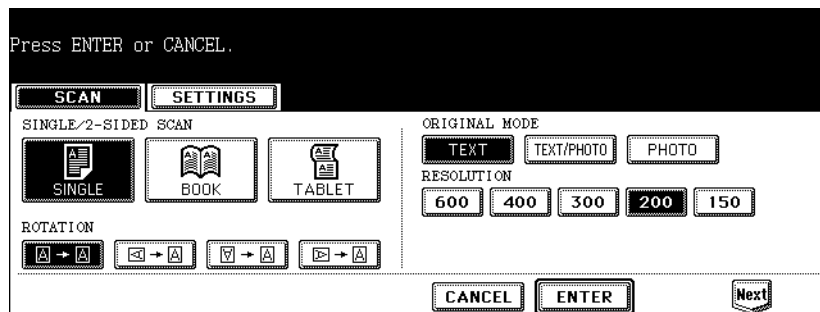 Press ENTER or CANCEL.
SCAN SETTINGS
SINGLE/2-SIDED SCAN
SINGLE BOOK TABLET
ROTATION
A → A A → A A → A A → A
ORIGINAL MODE
TEXT TEXT/PHOTO PHOTO
RESOLUTION
600 400 300 200 150
CANCEL ENTER Next